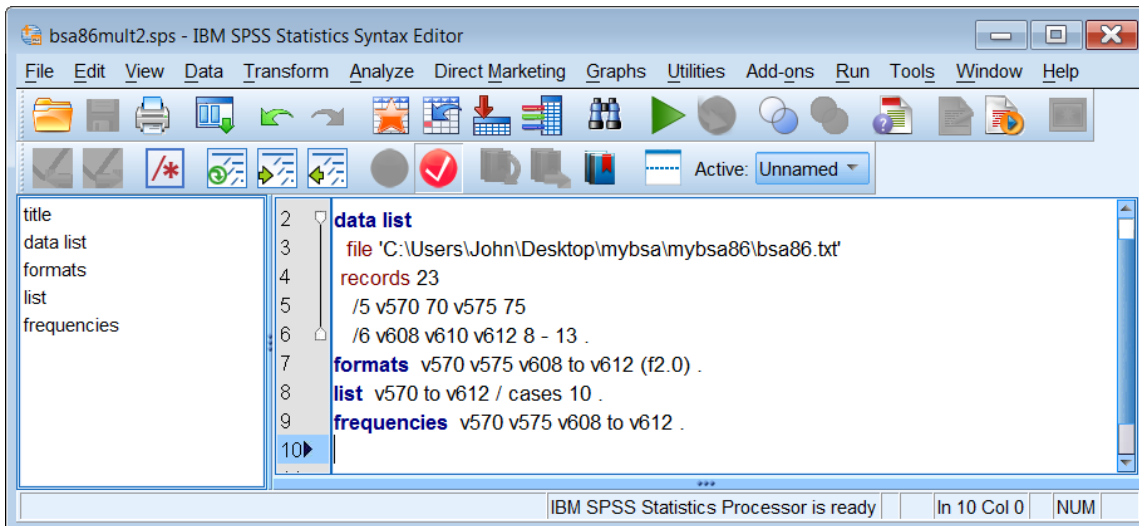 bsa86mult2.sps - IBM SPSS Statistics Syntax Editor
File Edit View Data Transform Analyze Direct Marketing Graphs Utilities Add-ons Run Tools Window Help
/*
Active: Unnamed
title
data list
formats
list
frequencies
2 data list
3 file 'C:\Users\John\Desktop\mybsa\mybsa86\bsa86.txt'
4 records 23
5 /5 v570 70 v575 75
6 /6 v608 v610 v612 8 - 13 .
7 formats v570 v575 v608 to v612 (f2.0) .
8 list v570 to v612 / cases 10 .
9 frequencies v570 v575 v608 to v612 .
10
IBM SPSS Statistics Processor is ready In 10 Col 0 NUM